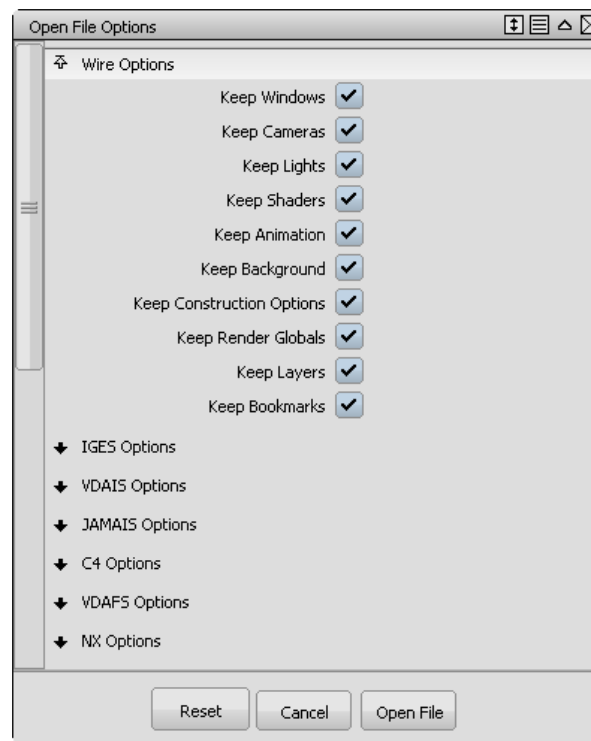 Open File Options
Wire Options
Keep Windows
Keep Cameras
Keep Lights
Keep Shaders
Keep Animation
Keep Background
Keep Construction Options
Keep Render Globals
Keep Layers
Keep Bookmarks
IGES Options
VDAIS Options
JAMAIS Options
C4 Options
VDAFS Options
NX Options
Reset Cancel Open File